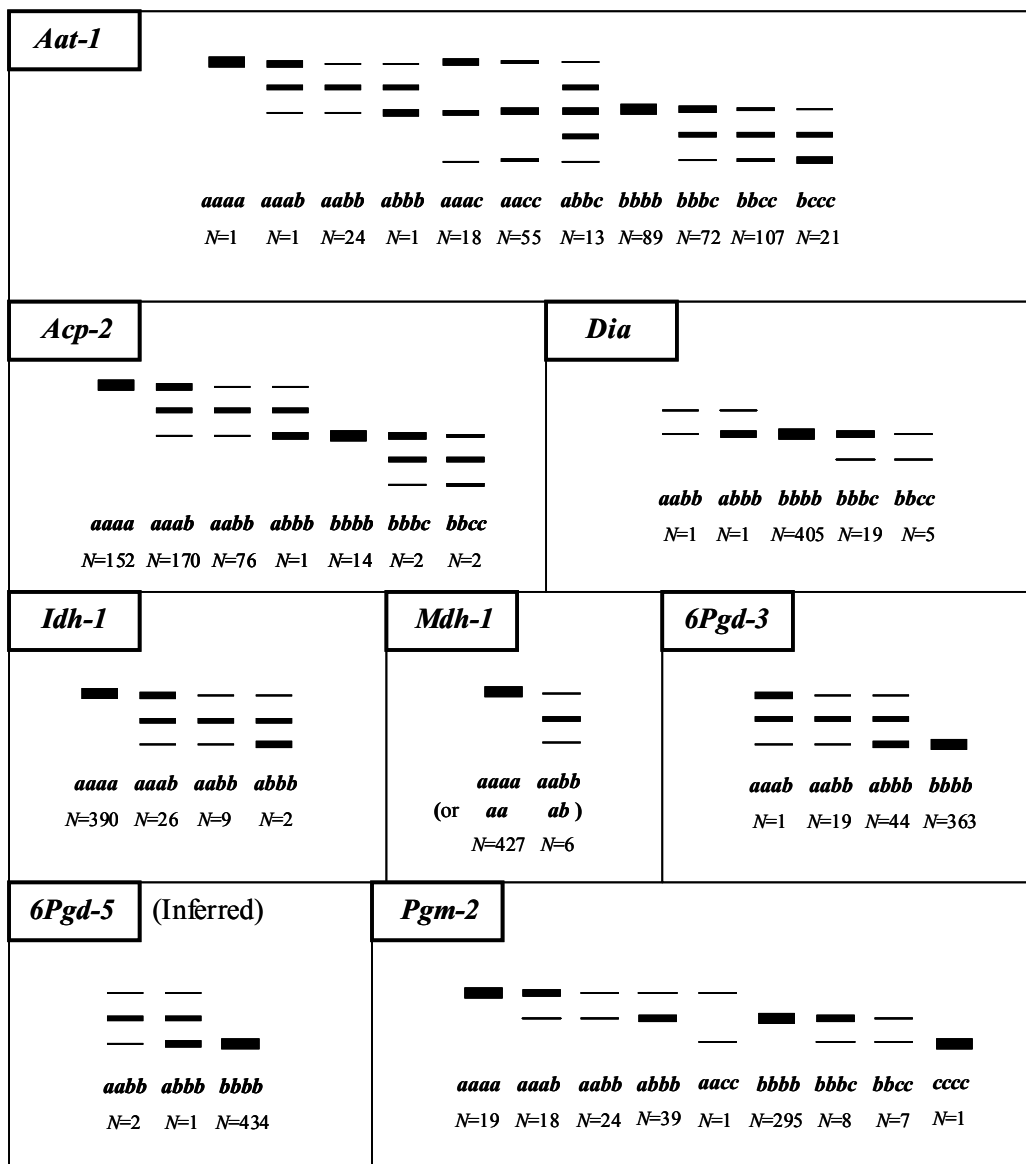 Aat-1
aaaa aaab aabb abbb aaac aacc abbc bbbb bbbc bbcc bccc
N=1 N=1 N=24 N=1 N=18 N=55 N=13 N=89 N=72 N=107 N=21
Acp-2
aaaa aaab aabb abbb bbbb bbbc bbcc
N=152 N=170 N=76 N=1 N=14 N=2 N=2
Dia
aabb abbb bbbb bbbc bbcc
N=1 N=1 N=405 N=19 N=5
Idh-1
aaaa aaab aabb abbb
N=390 N=26 N=9 N=2
Mdh-1
aaaa aabb
(or aa ab )
N=427 N=6
6Pgd-3
aaab aabb abbb bbbb
N=1 N=19 N=44 N=363
6Pgd-5 (Inferred)
aabb abbb bbbb
N=2 N=1 N=434
Pgm-2
aaaa aaab aabb abbb aacc bbbb bbbc bbcc cccc
N=19 N=18 N=24 N=39 N=1 N=295 N=8 N=7 N=1